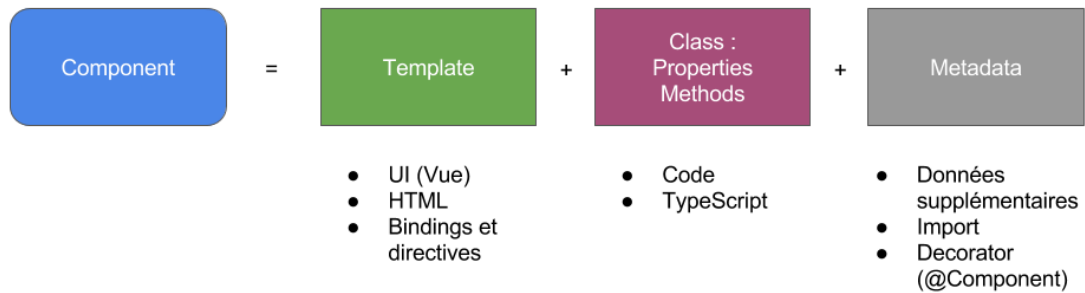 Component
=
Template
+
Class :
Properties
Methods
+
Metadata
● UI (Vue)
● HTML
● Bindings et
directives
● Code
● TypeScript
● Données
supplémentaires
● Import
● Decorator
(@Component)